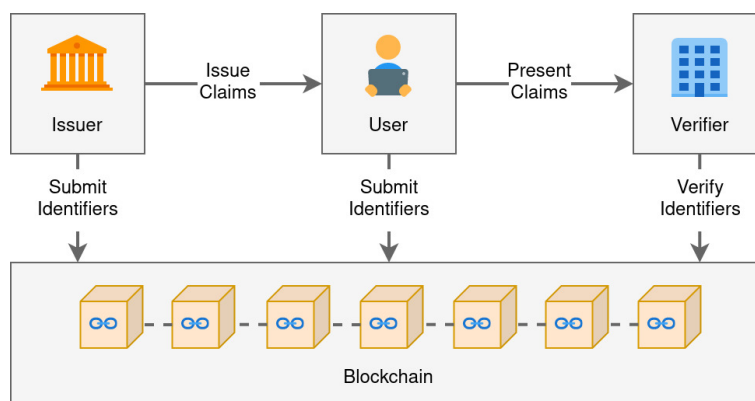 Issue
Claims
Present
Claims
Issuer
User
Verifier
Submit
Identifiers
Submit
Identifiers
Verify
Identifiers
Blockchain